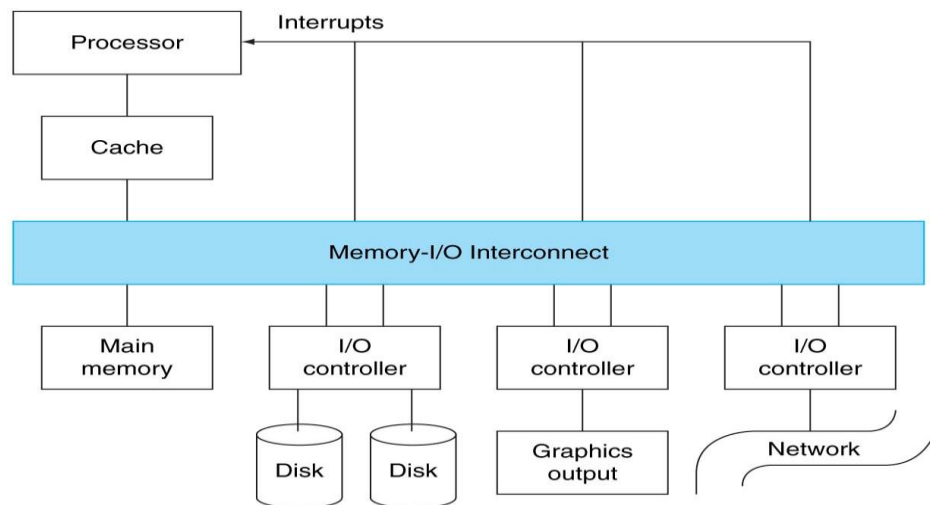 Interrupts
Processor
Cache
Memory-I/O Interconnect
Main
memory
I/O
controller
I/O
controller
I/O
controller
Disk
Disk
Graphics
output
Network